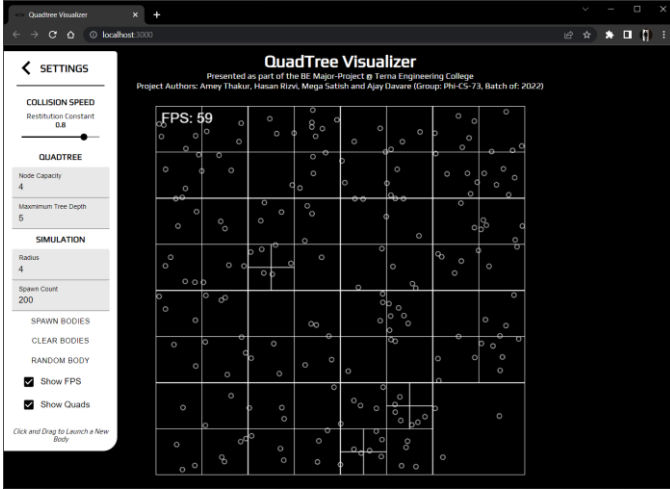 Quadtree Visualizer
localhost:3000
SETTINGS
COLLISION SPEED
Restitution Constant
0.8
QUADTREE
Node Capacity
4
Maxmimum Tree Depth
5
SIMULATION
Radius
4
Spawn Count
200
SPAWN BODIES
CLEAR BODIES
RANDOM BODY
Show FPS
Show Quads
Click and Drag to Launch a New
Body
QuadTree Visualizer
Presented as part of the BE Major-Project @ Terna Engineering College
Project Authors: Amey Thakur, Hasan Rizvi, Mega Satish and Ajay Davare (Group: Phi-CS-73, Batch of: 2022)
FPS: 59